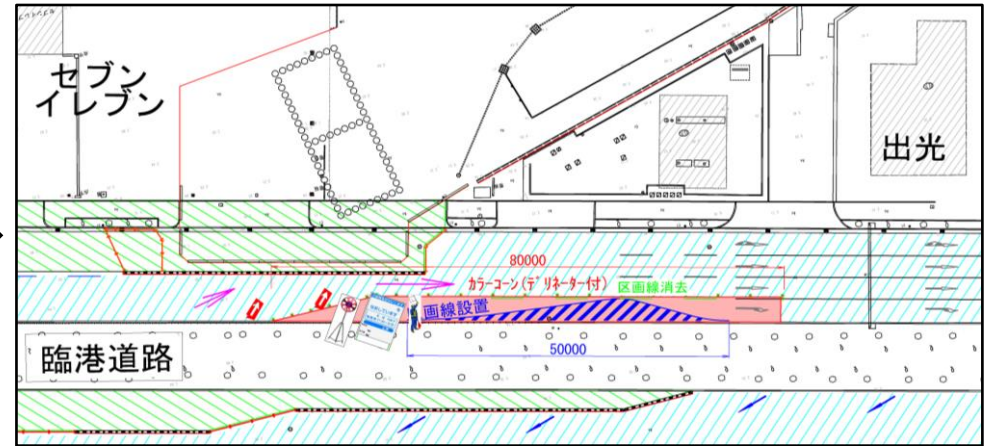 セブン
イレブン
出光
80000
カラーコーン(ﾃﾞﾘﾈｰﾀｰ付)
区画線消去
画線設置
50000
臨港道路